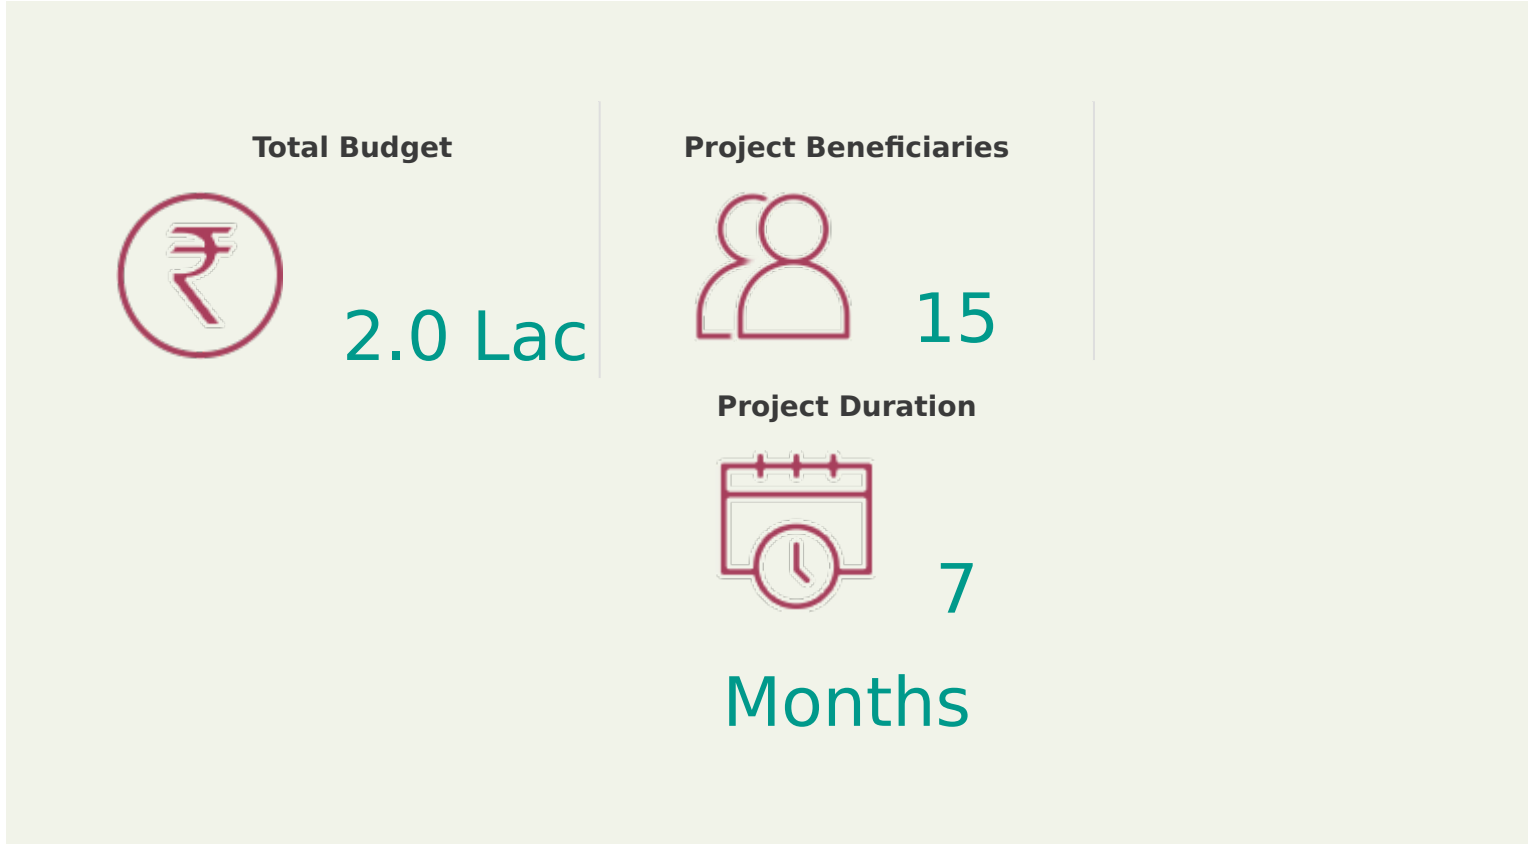 Total Budget
₹
2.0 Lac
Project Beneficiaries
15
Project Duration
7
Months